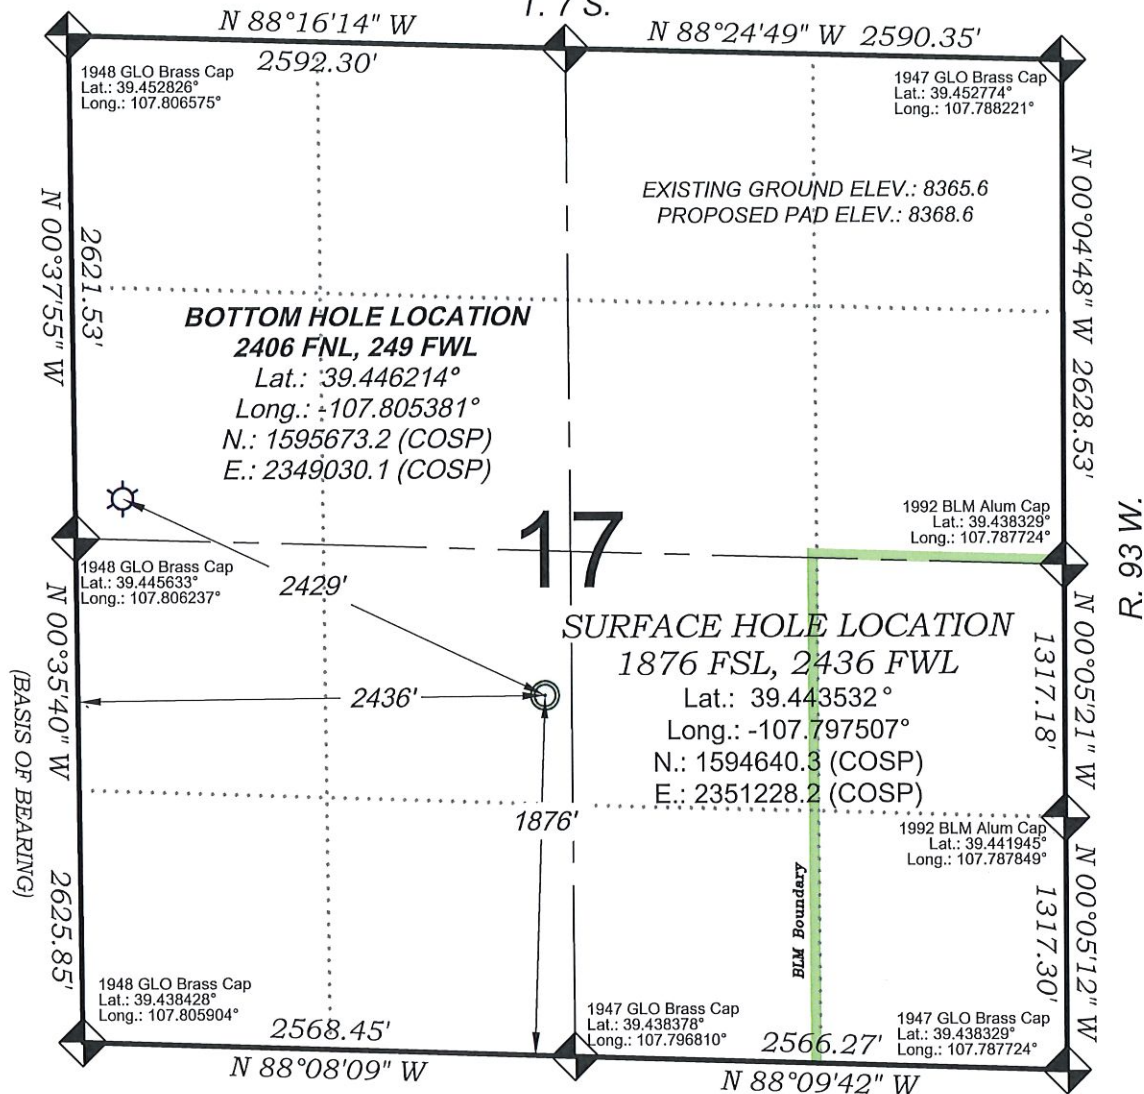 T. 7 S.
N 88°16'14" W
2592.30'
N 88°24'49" W 2590.35'
1948 GLO Brass Cap
Lat.: 39.452826°
Long.: 107.806575°
1947 GLO Brass Cap
Lat.: 39.452774°
Long.: 107.788221°
N 00°37'55" W
2621.53'
N 00°04'48" W 2628.53'
EXISTING GROUND ELEV.: 8365.6
PROPOSED PAD ELEV.: 8368.6
BOTTOM HOLE LOCATION
2406 FNL, 249 FWL
Lat.: 39.446214°
Long.: -107.805381°
N.: 1595673.2 (COSP)
E.: 2349030.1 (COSP)
1992 BLM Alum Cap
Lat.: 39.438329°
Long.: 107.787724°
R. 93 W.
17
1948 GLO Brass Cap
Lat.: 39.445633°
Long.: 107.806237°
2429'
SURFACE HOLE LOCATION
1876 FSL, 2436 FWL
Lat.: 39.443532°
Long.: -107.797507°
N.: 1594640.3 (COSP)
E.: 2351228.2 (COSP)
2436'
N 00°35'40" W
2625.85'
(BASIS OF BEARING)
1317.18'
N 00°05'21" W
1876'
1992 BLM Alum Cap
Lat.: 39.441945°
Long.: 107.787849°
BLM Boundary
1317.30'
N 00°05'12" W
1948 GLO Brass Cap
Lat.: 39.438428°
Long.: 107.805904°
1947 GLO Brass Cap
Lat.: 39.438378°
Long.: 107.796810°
1947 GLO Brass Cap
Lat.: 39.438329°
Long.: 107.787724°
2568.45'
N 88°08'09" W
2566.27'
N 88°09'42" W